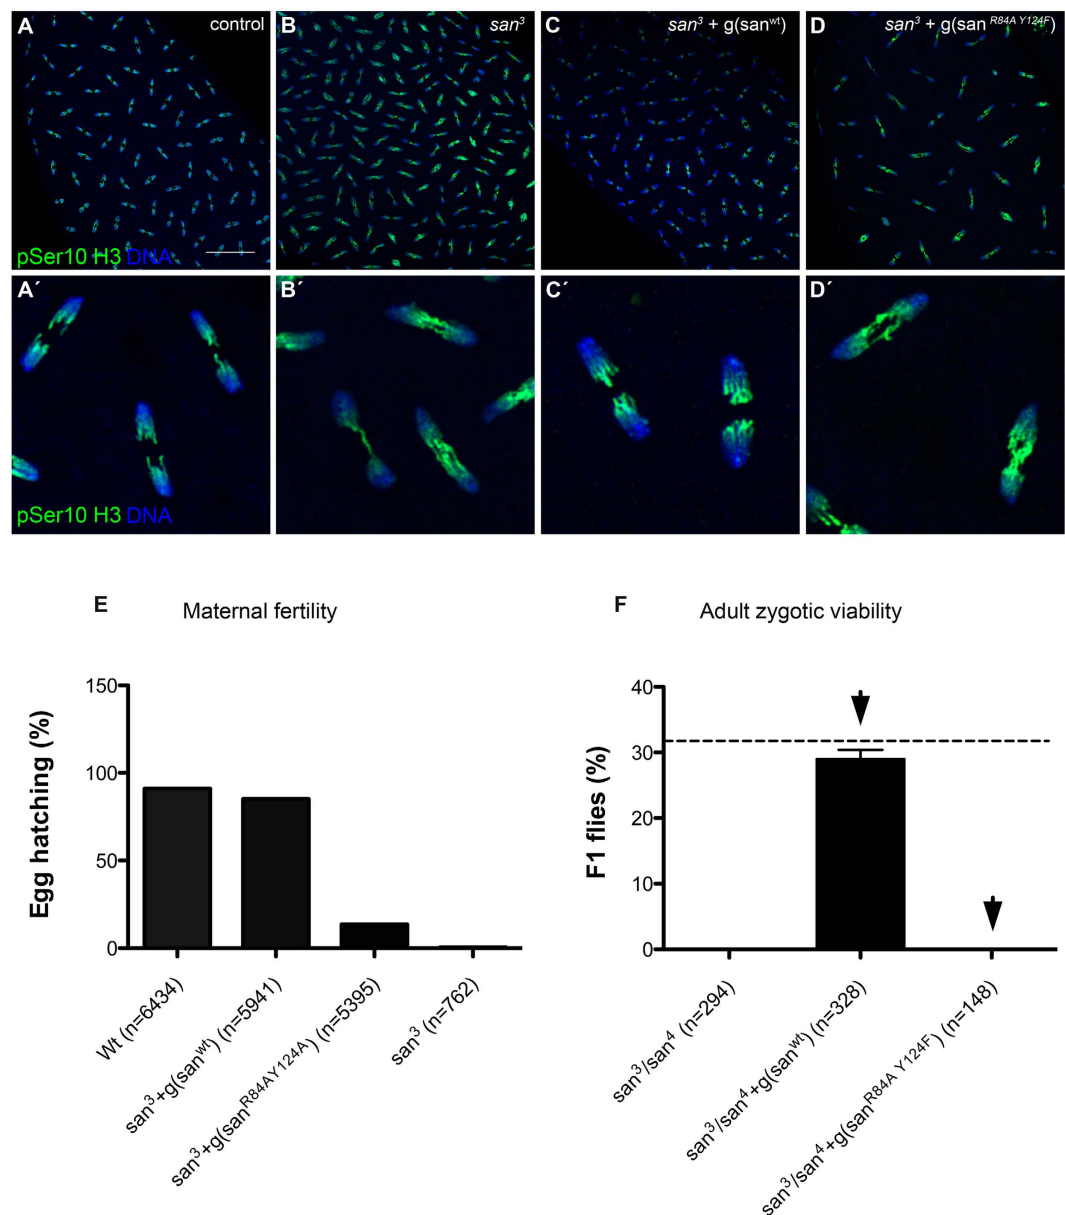 A control
B san³
C san³ + g(sanʷᵗ)
D san³ + g(san R84A Y124F)
pSer10 H3 DNA
A´
B´
C´
D´
pSer10 H3 DNA
E Maternal fertility
F Adult zygotic viability
Egg hatching (%)
150
100
50
0
Wt (n=6434)
san³+g(sanʷᵗ) (n=5941)
san³+g(sanR84AY124A) (n=5395)
san³ (n=762)
F1 flies (%)
40
30
20
10
0
san³/san⁴ (n=294)
san³/san⁴+g(sanʷᵗ) (n=328)
san³/san⁴+g(sanR84A Y124F) (n=148)